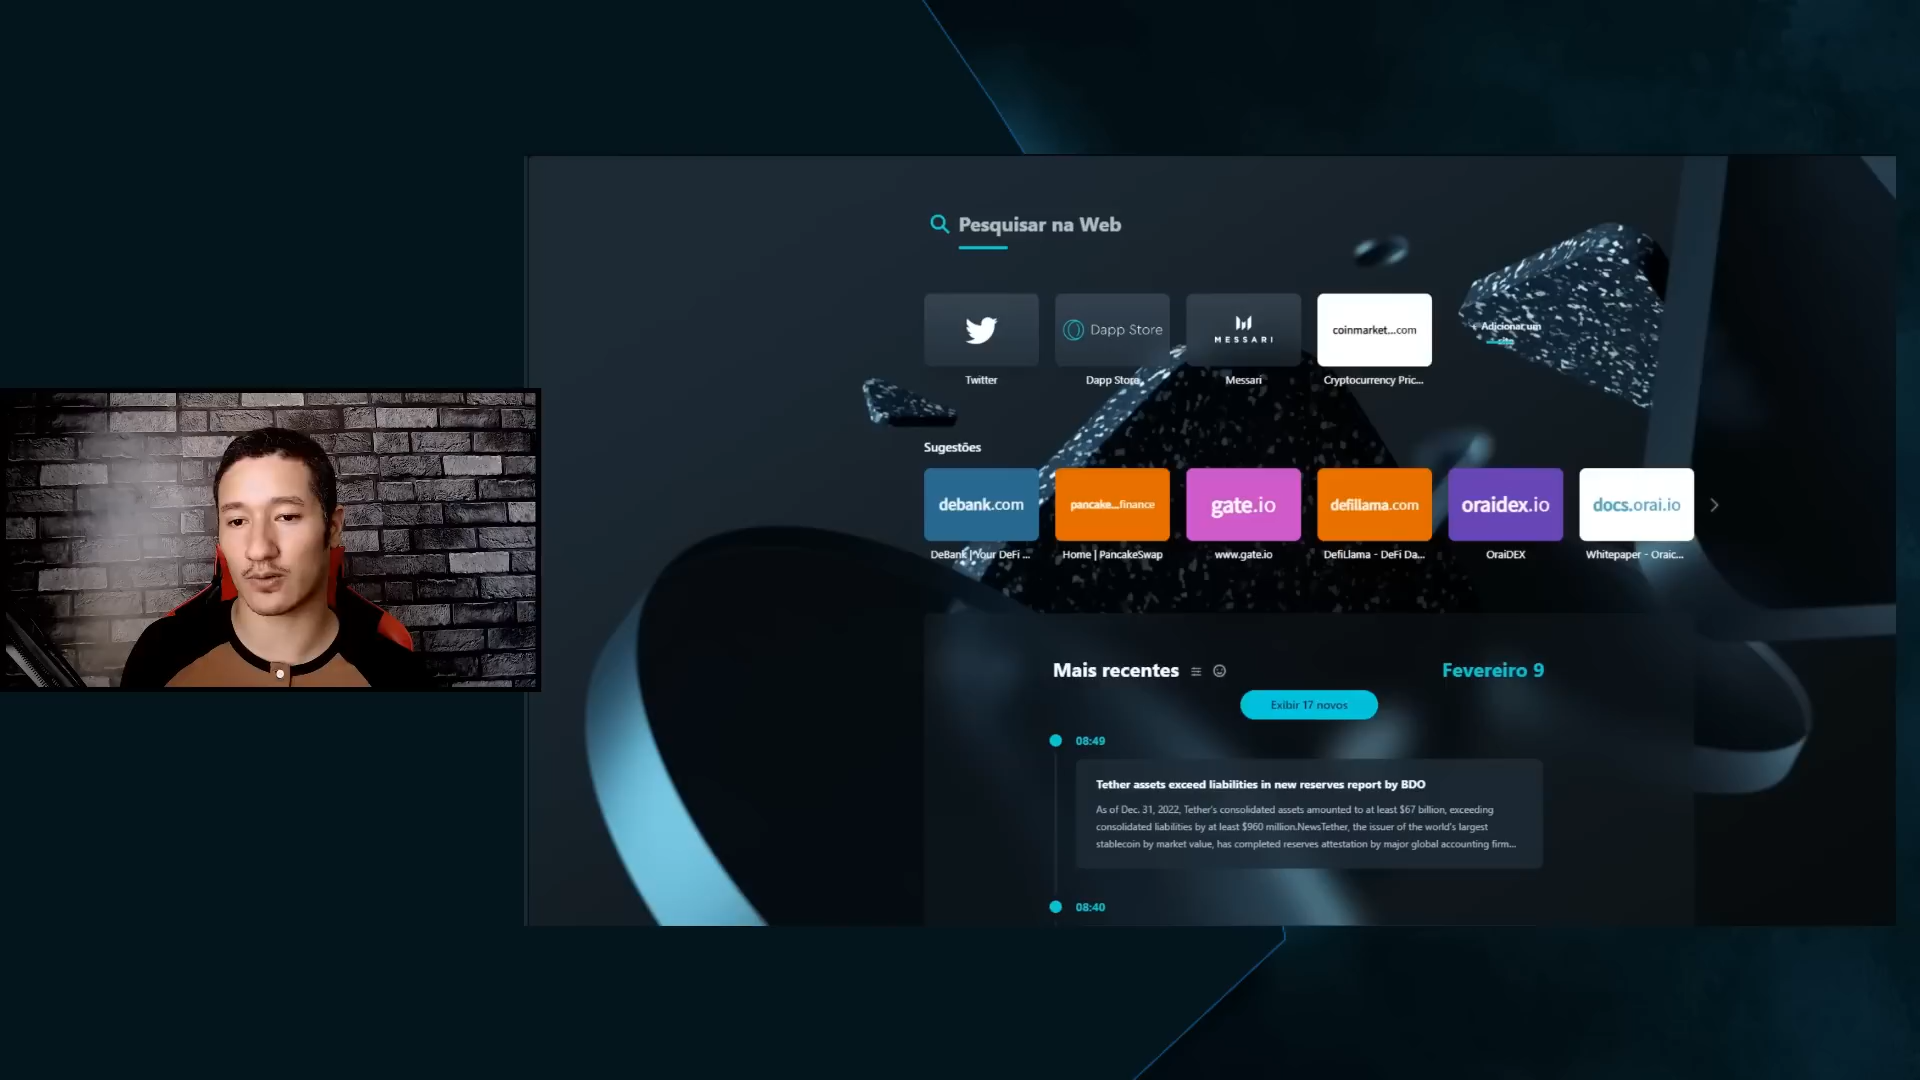 Pesquisar na Web
Dapp Store
MESSARI
coinmarket...com
+ Adicionar um
site
Twitter
Dapp Store
Messari
Cryptocurrency Pric...
Sugestões
debank.com
pancake...finance
gate.io
defillama.com
oraidex.io
docs.orai.io
DeBank | Your DeFi ...
Home | PancakeSwap
www.gate.io
DefiLlama - DeFi Da...
OraiDEX
Whitepaper - Oraic...
Mais recentes
Fevereiro 9
Exibir 17 novos
08:49
Tether assets exceed liabilities in new reserves report by BDO
As of Dec. 31, 2022, Tether's consolidated assets amounted to at least $67 billion, exceeding
consolidated liabilities by at least $960 million.NewsTether, the issuer of the world's largest
stablecoin by market value, has completed reserves attestation by major global accounting firm...
08:40